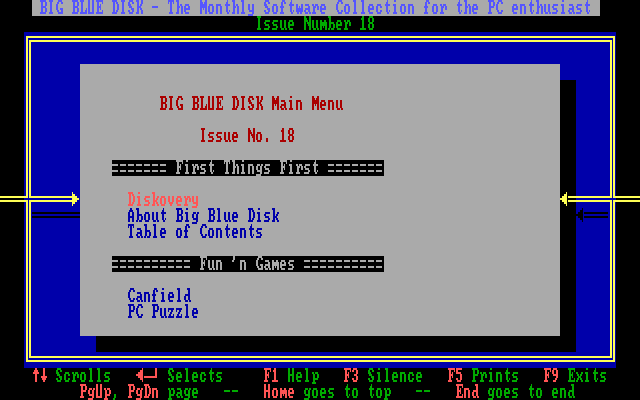 BIG BLUE DISK - The Monthly Software Collection for the PC enthusiast
Issue Number 18
BIG BLUE DISK Main Menu
Issue No. 18
======= First Things First =======
Diskovery
About Big Blue Disk
Table of Contents
========== Fun 'n Games ==========
Canfield
PC Puzzle
↑↓ Scrolls ◄─┘ Selects F1 Help F3 Silence F5 Prints F9 Exits
PgUp, PgDn page -- Home goes to top -- End goes to end